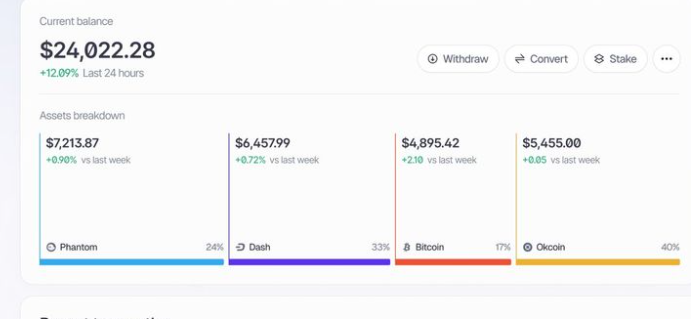 Current balance
$24,022.28
+12.09% Last 24 hours
Withdraw
Convert
Stake
Assets breakdown
$7,213.87
+0.90% vs last week
Phantom 24%
$6,457.99
+0.72% vs last week
Dash 33%
$4,895.42
+2.10 vs last week
Bitcoin 17%
$5,455.00
+0.05 vs last week
Okcoin 40%